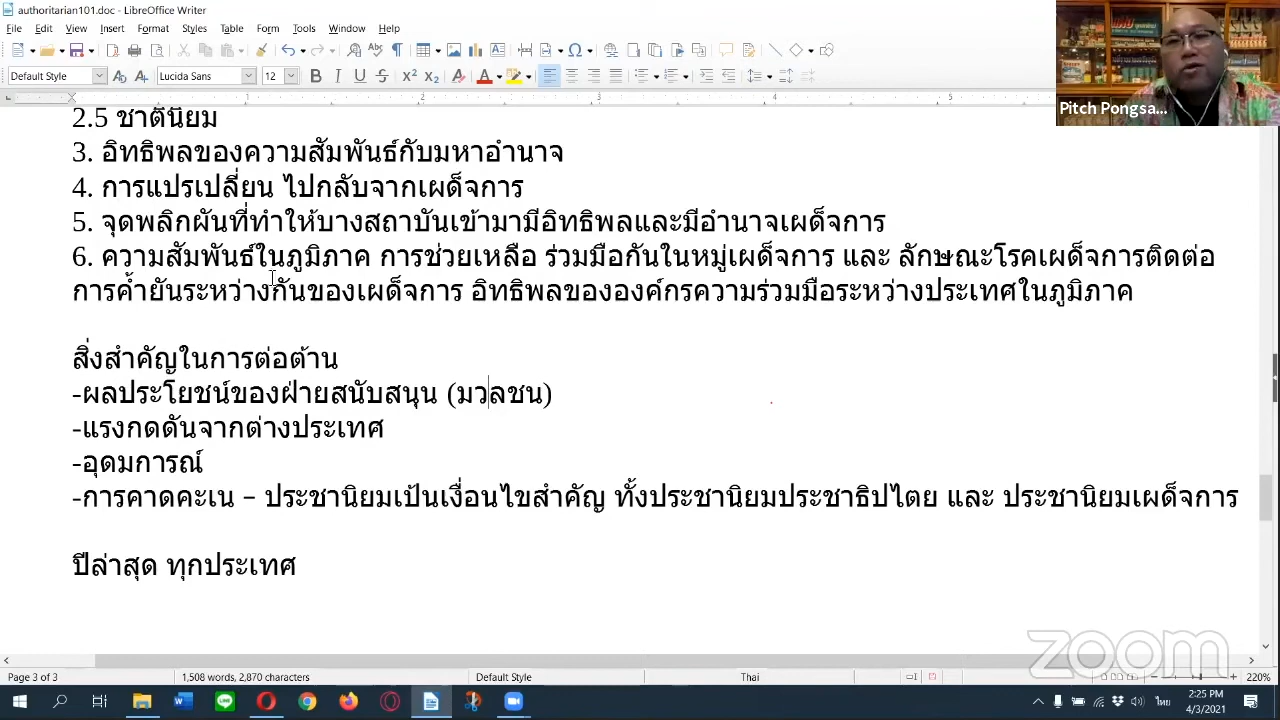 authoritarian101.doc - LibreOffice Writer
File Edit View Insert Format Styles Table Form Tools Window Help
Default Style Lucida Sans 12
1 2 3 4 5
Pitch Pongsa...
2.5 ชาตินิยม
3. อิทธิพลของความสัมพันธ์กับมหาอำนาจ
4. การแปรเปลี่ยน ไปกลับจากเผด็จการ
5. จุดพลิกผันที่ทำให้บางสถาบันเข้ามามีอิทธิพลและมีอำนาจเผด็จการ
6. ความสัมพันธ์ในภูมิภาค การช่วยเหลือ ร่วมมือกันในหมู่เผด็จการ และ ลักษณะโรคเผด็จการติดต่อ
การค้ำยันระหว่างกันของเผด็จการ อิทธิพลขององค์กรความร่วมมือระหว่างประเทศในภูมิภาค
สิ่งสำคัญในการต่อต้าน
-ผลประโยชน์ของฝ่ายสนับสนุน (มวลชน)
-แรงกดดันจากต่างประเทศ
-อุดมการณ์
-การคาดคะเน – ประชานิยมเป้นเงื่อนไขสำคัญ ทั้งประชานิยมประชาธิปไตย และ ประชานิยมเผด็จการ
ปีล่าสุด ทุกประเทศ
zoom
Page 3 of 3 1,508 words, 2,870 characters Default Style Thai 220%
ไทย 2:25 PM
4/3/2021